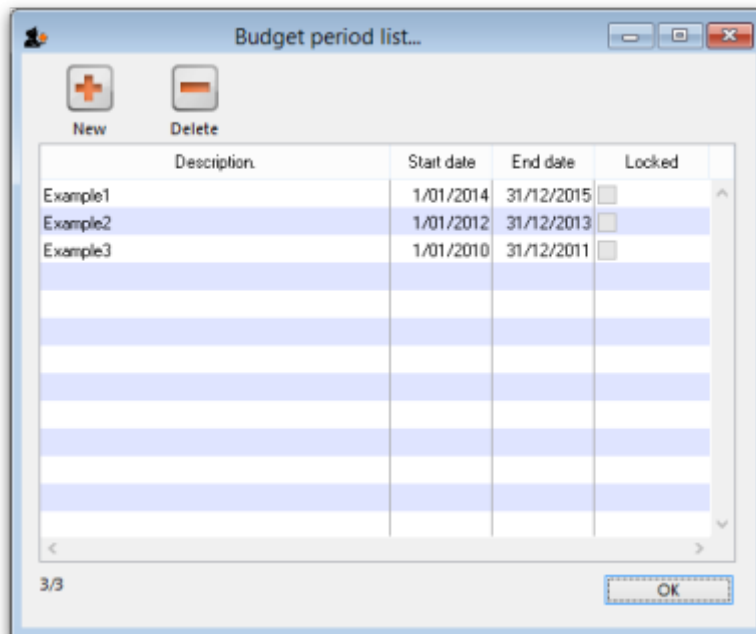 Budget period list...
New Delete
Description. Start date End date Locked
Example1 1/01/2014 31/12/2015
Example2 1/01/2012 31/12/2013
Example3 1/01/2010 31/12/2011
3/3 OK